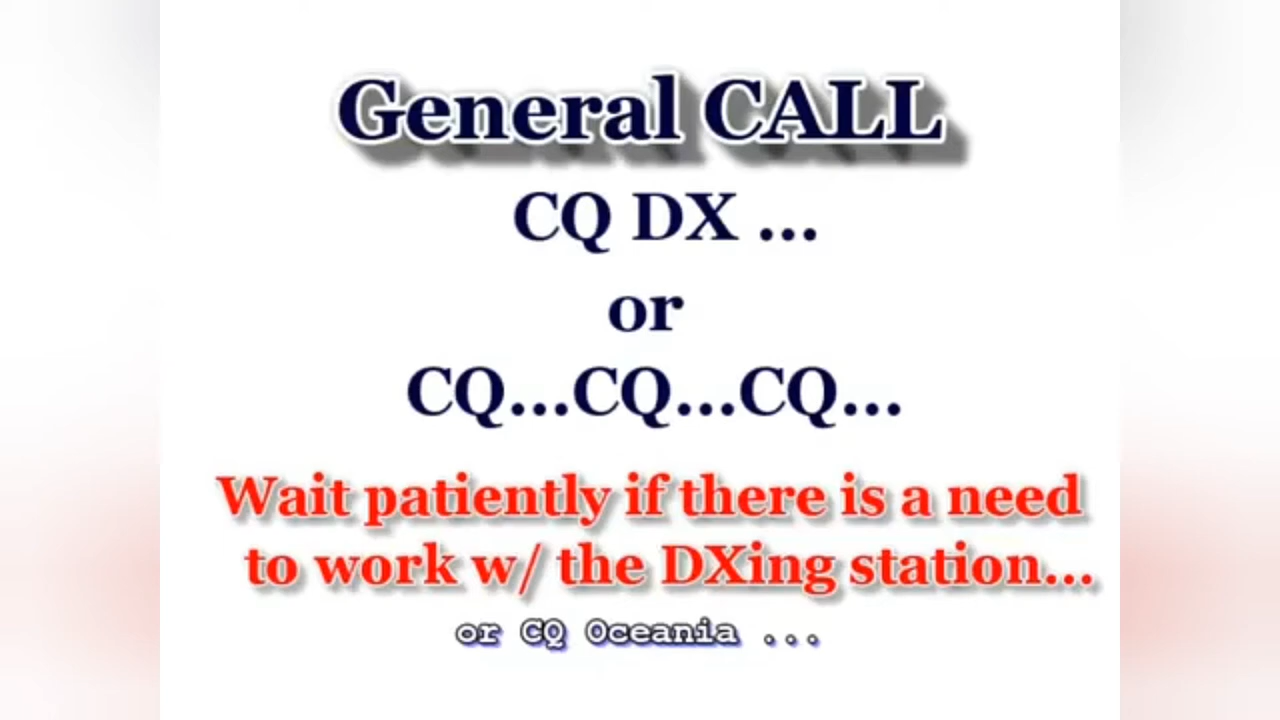 General CALL
CQ DX ...
or
CQ...CQ...CQ...
Wait patiently if there is a need
to work w/ the DXing station...
or CQ Oceania ...